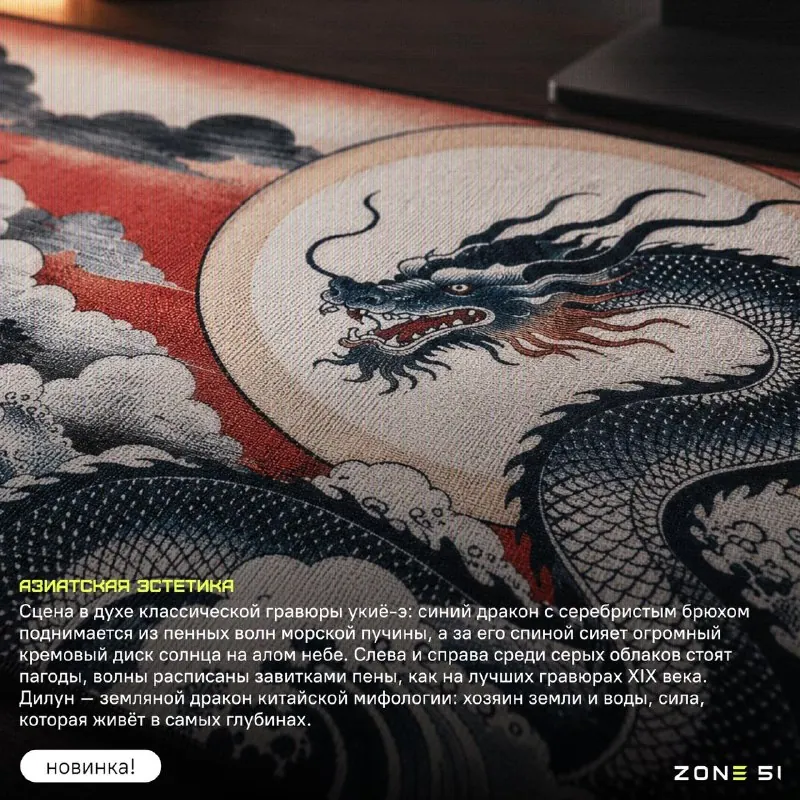 АЗИАТСКАЯ ЭСТЕТИКА
Сцена в духе классической гравюры укиё-э: синий дракон с серебристым брюхом
поднимается из пенных волн морской пучины, а за его спиной сияет огромный
кремовый диск солнца на алом небе. Слева и справа среди серых облаков стоят
пагоды, волны расписаны завитками пены, как на лучших гравюрах XIX века.
Дилун — земляной дракон китайской мифологии: хозяин земли и воды, сила,
которая живёт в самых глубинах.
новинка!
ZONE 51